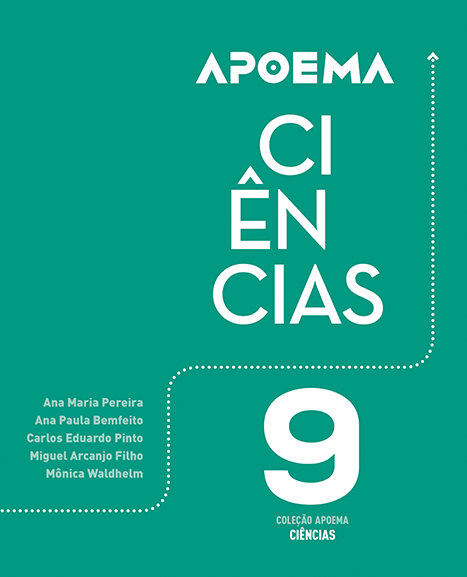 APOEMA
CI
ÊN
CIAS
Ana Maria Pereira
Ana Paula Bemfeito
Carlos Eduardo Pinto
Miguel Arcanjo Filho
Mônica Waldhelm
9
COLEÇÃO APOEMA
CIÊNCIAS